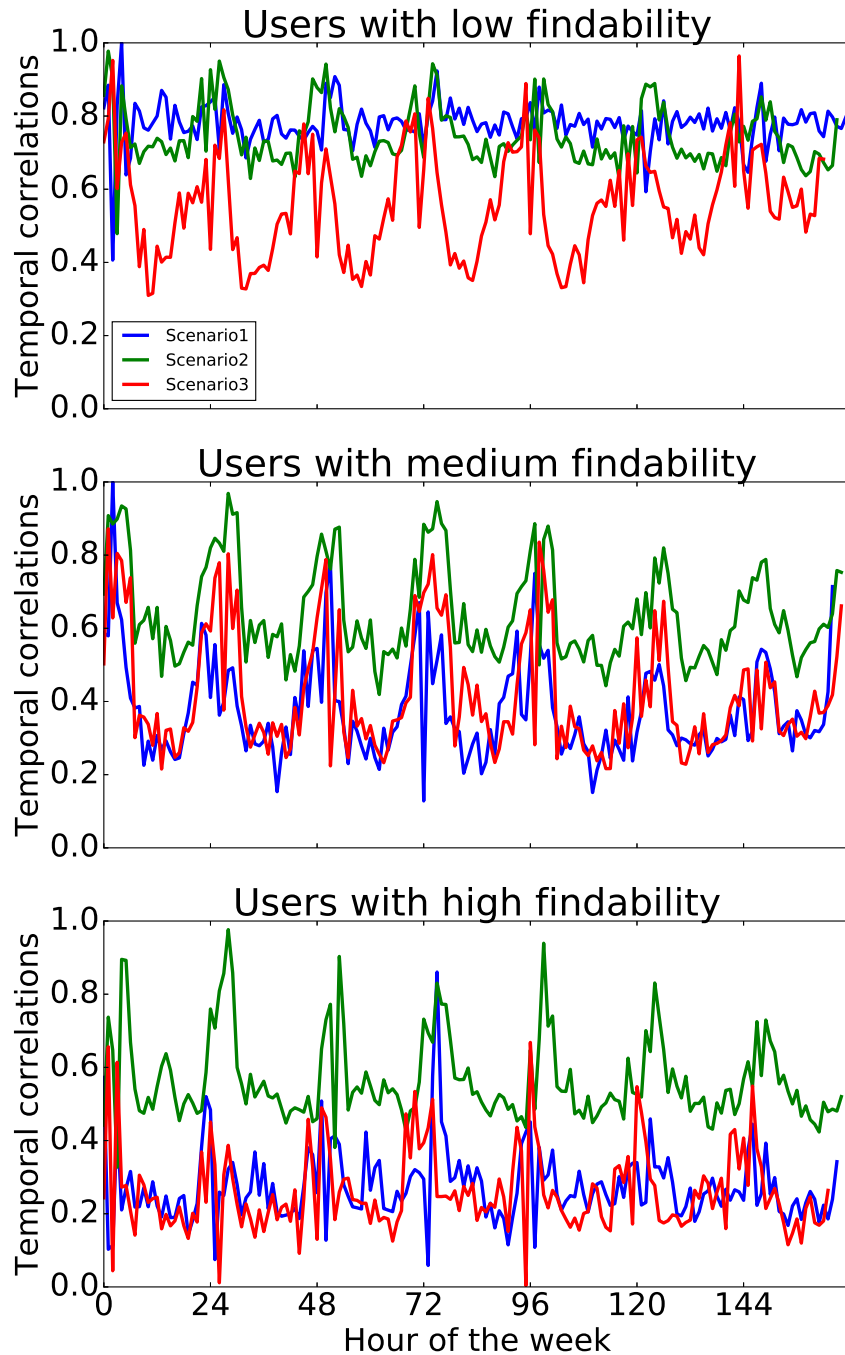 Users with low findability
Temporal correlations
1.0
0.8
0.6
0.4
0.2
0.0
Scenario1
Scenario2
Scenario3
Users with medium findability
Temporal correlations
1.0
0.8
0.6
0.4
0.2
0.0
Users with high findability
Temporal correlations
1.0
0.8
0.6
0.4
0.2
0.0
0 24 48 72 96 120 144
Hour of the week